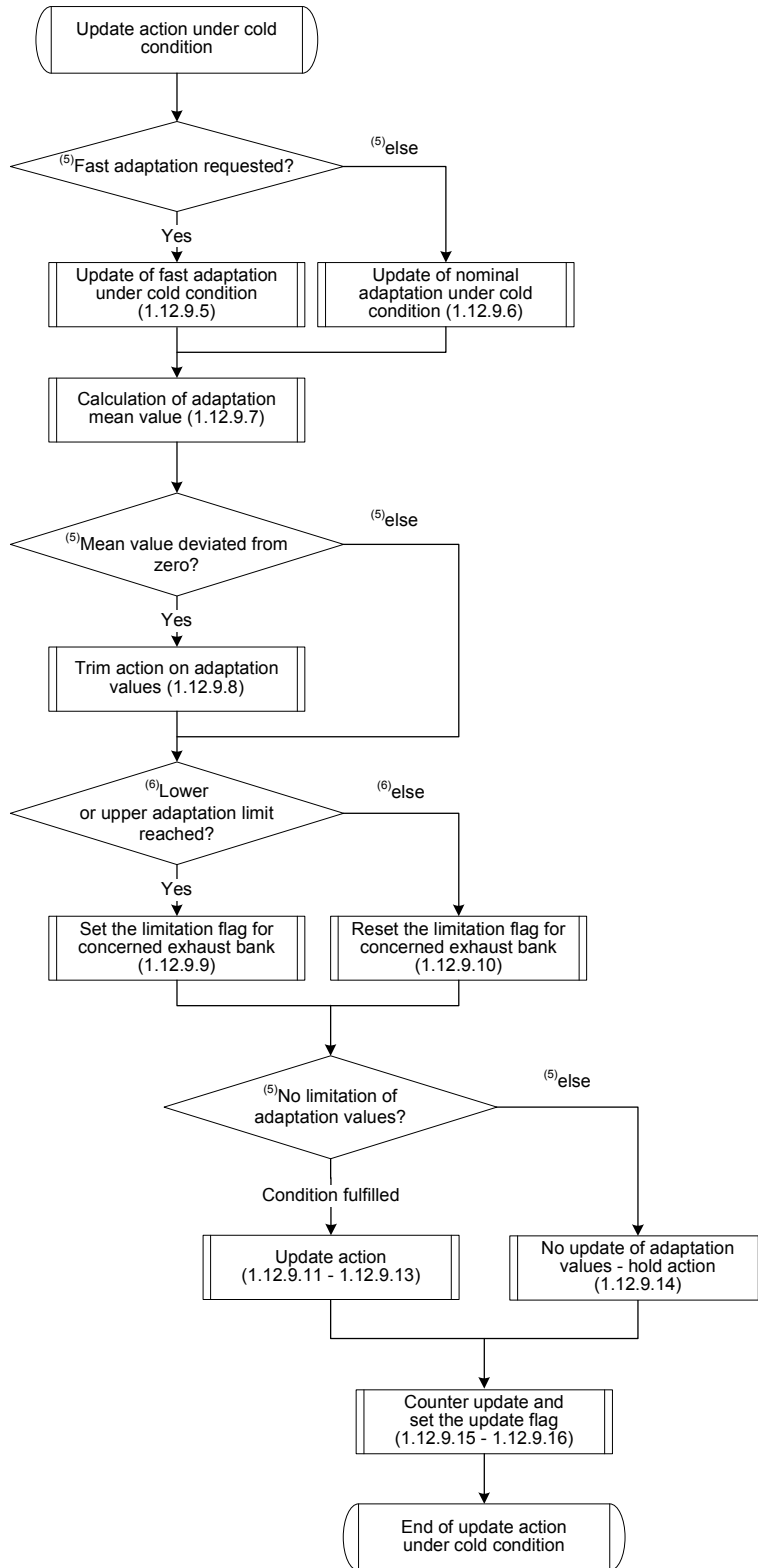 Update action under cold
condition
(5)Fast adaptation requested?
(5)else
Yes
Update of fast adaptation
under cold condition
(1.12.9.5)
Update of nominal
adaptation under cold
condition (1.12.9.6)
Calculation of adaptation
mean value (1.12.9.7)
(5)Mean value deviated from
zero?
(5)else
Yes
Trim action on adaptation
values (1.12.9.8)
(6)Lower
or upper adaptation limit
reached?
(6)else
Yes
Set the limitation flag for
concerned exhaust bank
(1.12.9.9)
Reset the limitation flag for
concerned exhaust bank
(1.12.9.10)
(5)No limitation of
adaptation values?
(5)else
Condition fulfilled
Update action
(1.12.9.11 - 1.12.9.13)
No update of adaptation
values - hold action
(1.12.9.14)
Counter update and
set the update flag
(1.12.9.15 - 1.12.9.16)
End of update action
under cold condition